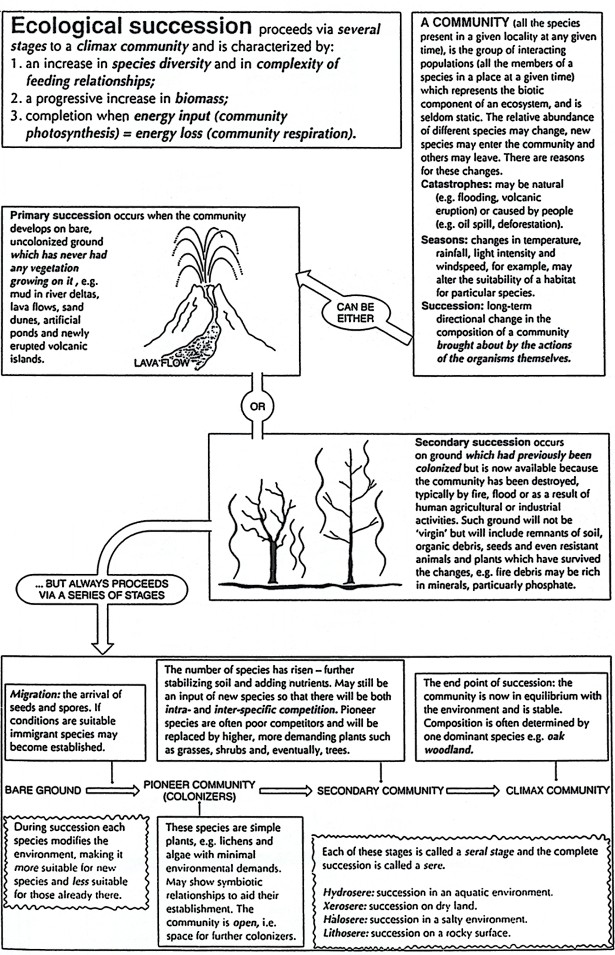 Ecological succession proceeds via several
stages to a climax community and is characterized by:
1. an increase in species diversity and in complexity of
feeding relationships;
2. a progressive increase in biomass;
3. completion when energy input (community
photosynthesis) = energy loss (community respiration).
A COMMUNITY (all the species
present in a given locality at any given
time), is the group of interacting
populations (all the members of a
species in a place at a given time)
which represents the biotic
component of an ecosystem, and is
seldom static. The relative abundance
of different species may change, new
species may enter the community and
others may leave. There are reasons
for these changes.
Catastrophes: may be natural
(e.g. flooding, volcanic
eruption) or caused by people
(e.g. oil spill, deforestation).
Seasons: changes in temperature,
rainfall, light intensity and
windspeed, for example, may
alter the suitability of a habitat
for particular species.
Succession: long-term
directional change in the
composition of a community
brought about by the actions
of the organisms themselves.
Primary succession occurs when the community
develops on bare,
uncolonized ground
which has never had
any vegetation
growing on it, e.g.
mud in river deltas,
lava flows, sand
dunes, artificial
ponds and newly
erupted volcanic
islands.
LAVA FLOW
CAN BE
EITHER
OR
Secondary succession occurs
on ground which had previously been
colonized but is now available because
the community has been destroyed,
typically by fire, flood or as a result of
human agricultural or industrial
activities. Such ground will not be
'virgin' but will include remnants of soil,
organic debris, seeds and even resistant
animals and plants which have survived
the changes, e.g. fire debris may be rich
in minerals, particuarly phosphate.
... BUT ALWAYS PROCEEDS
VIA A SERIES OF STAGES
Migration: the arrival of
seeds and spores. If
conditions are suitable
immigrant species may
become established.
The number of species has risen – further
stabilizing soil and adding nutrients. May still be
an input of new species so that there will be both
intra- and inter-specific competition. Pioneer
species are often poor competitors and will be
replaced by higher, more demanding plants such
as grasses, shrubs and, eventually, trees.
The end point of succession: the
community is now in equilibrium with
the environment and is stable.
Composition is often determined by
one dominant species e.g. oak
woodland.
BARE GROUND
PIONEER COMMUNITY
(COLONIZERS)
SECONDARY COMMUNITY
CLIMAX COMMUNITY
During succession each
species modifies the
environment, making it
more suitable for new
species and less suitable
for those already there.
These species are simple
plants, e.g. lichens and
algae with minimal
environmental demands.
May show symbiotic
relationships to aid their
establishment. The
community is open, i.e.
space for further colonizers.
Each of these stages is called a seral stage and the complete
succession is called a sere.
Hydrosere: succession in an aquatic environment.
Xerosere: succession on dry land.
Halosere: succession in a salty environment.
Lithosere: succession on a rocky surface.